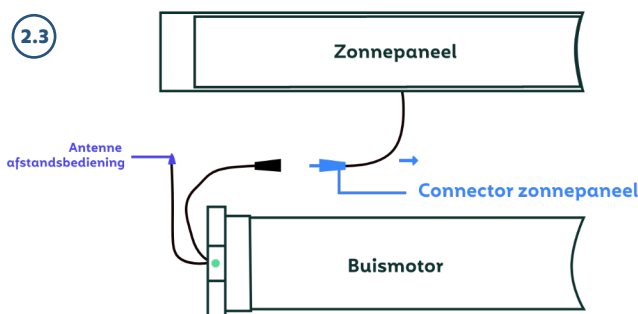 2.3
Zonnepaneel
Antenne
afstandsbediening
Connector zonnepaneel
Buismotor